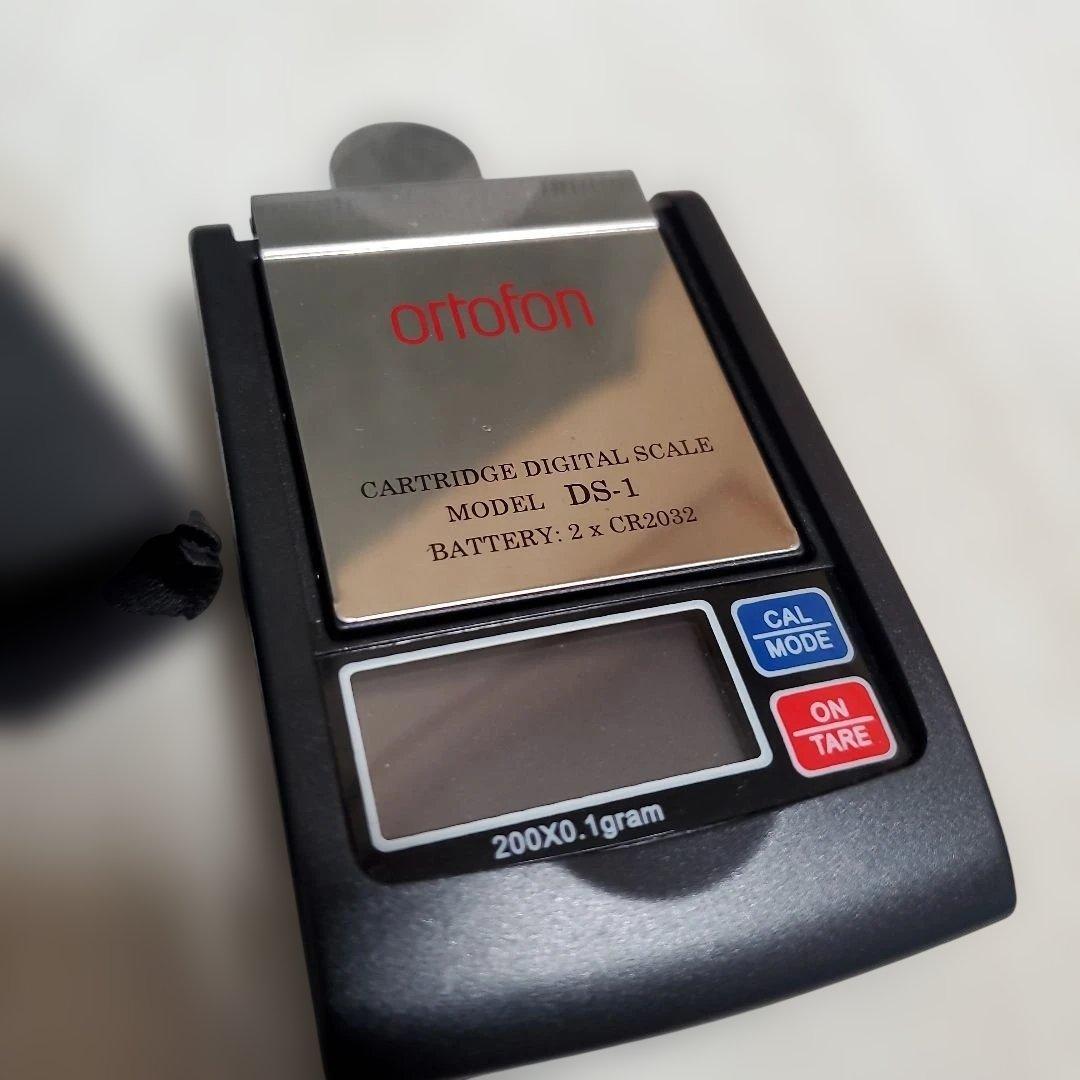 ortofon
CARTRIDGE DIGITAL SCALE
MODEL DS-1
BATTERY: 2 x CR2032
CAL
MODE
ON
TARE
200X0.1gram